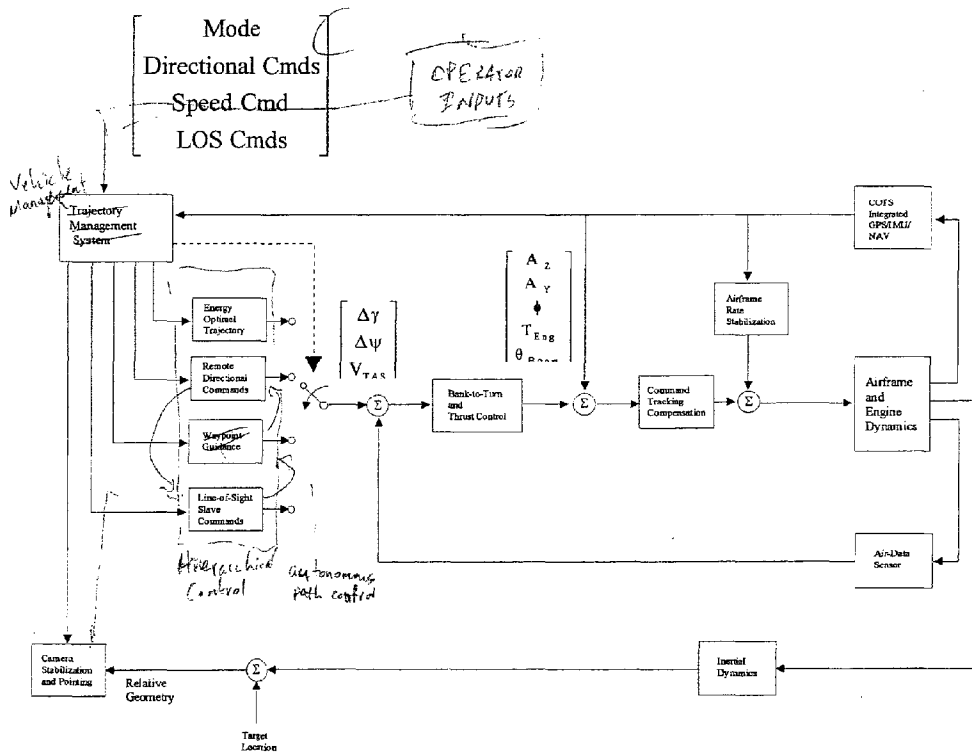 Mode
Directional Cmds
Speed Cmd
LOS Cmds
OPERATOR
INPUTS
Vehicle
Management
Trajectory
Management
System
COTS
Integrated
GPS/IMU/
NAV
Energy
Optimal
Trajectory
Remote
Directional
Commands
Waypoint
Guidance
Line-of-Sight
Slave
Commands
Hierarchical
Control
autonomous
path control
Δγ
Δψ
V TAS
Σ
Bank-to-Turn
and
Thrust Control
A Z
A Y
ϕ
T Eng
Σ
Command
Tracking
Compensation
Airframe
Rate
Stabilization
Σ
Airframe
and
Engine
Dynamics
Air-Data
Sensor
Camera
Stabilization
and Pointing
Relative
Geometry
Σ
Target
Location
Inertial
Dynamics